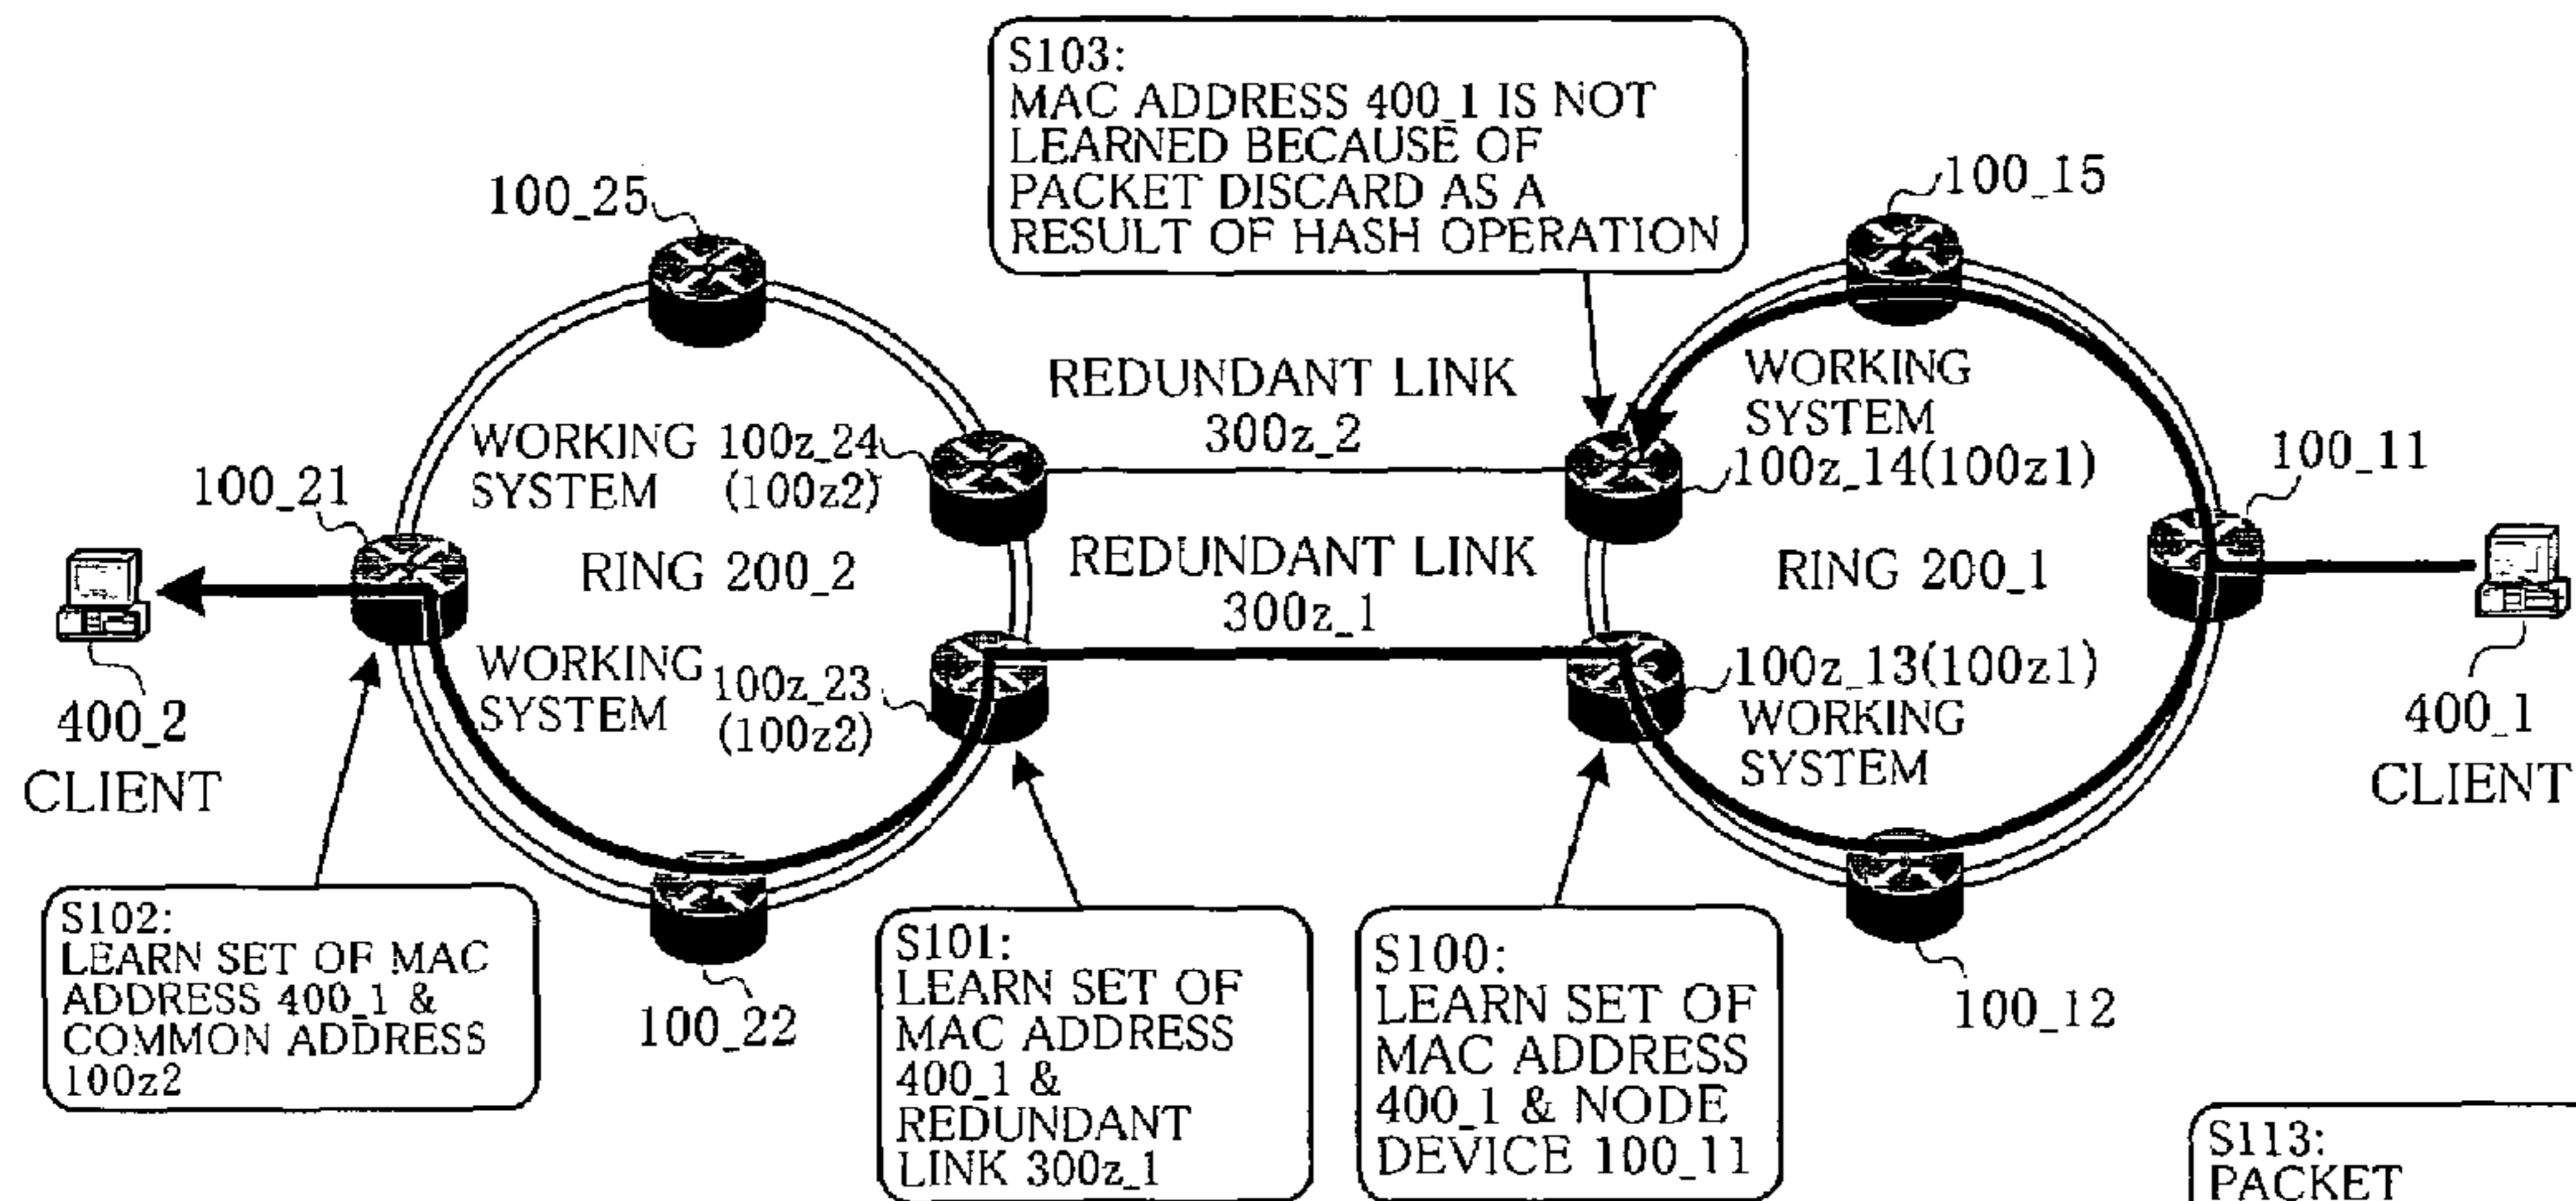 S103:
MAC ADDRESS 400_1 IS NOT
LEARNED BECAUSE OF
PACKET DISCARD AS A
RESULT OF HASH OPERATION
100_25
100_15
REDUNDANT LINK
300z_2
WORKING
SYSTEM
100z_14(100z1)
WORKING
SYSTEM
100z_24
(100z2)
100_21
100_11
RING 200_2
REDUNDANT LINK
300z_1
RING 200_1
WORKING
SYSTEM
100z_23
(100z2)
100z_13(100z1)
WORKING
SYSTEM
400_2
CLIENT
400_1
CLIENT
100_22
100_12
S102:
LEARN SET OF MAC
ADDRESS 400_1 &
COMMON ADDRESS
100z2
S101:
LEARN SET OF
MAC ADDRESS
400_1 &
REDUNDANT
LINK 300z_1
S100:
LEARN SET OF
MAC ADDRESS
400_1 & NODE
DEVICE 100_11
S113:
PACKET